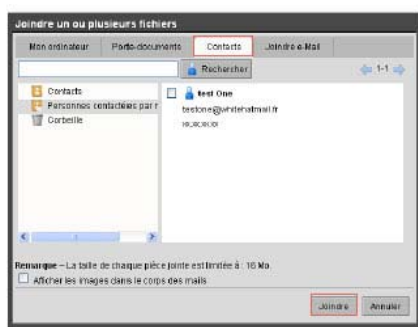 Joindre un ou plusieurs fichiers
Mon ordinateur Porte-documents Contacts Joindre e-Mail
Rechercher 1-1
Contacts
Personnes contactées par r
Corbeille
test One
testone@whitehatmail.fr
Remarque – La taille de chaque pièce jointe est limitée à : 16 Mo.
Afficher les images dans le corps des mails
Joindre Annuler